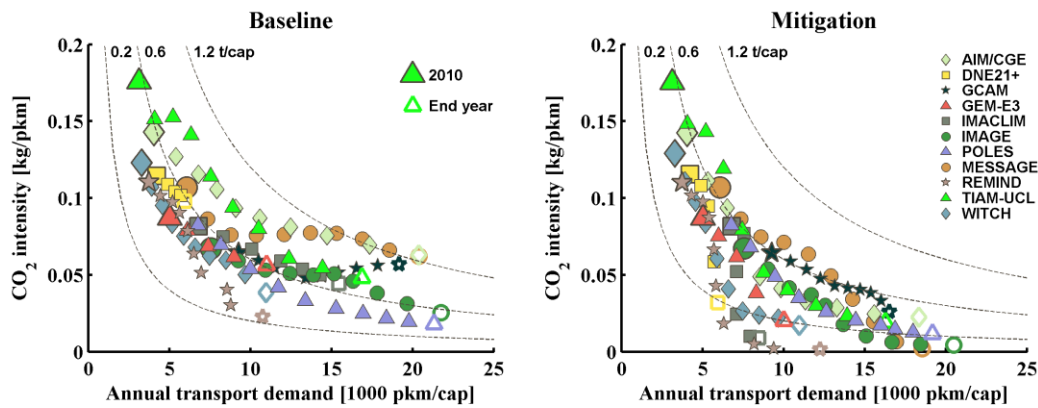 Baseline
CO2 intensity [kg/pkm]
0.2
0.15
0.1
0.05
0
0.2
0.6
1.2 t/cap
2010
End year
0 5 10 15 20 25
Annual transport demand [1000 pkm/cap]
Mitigation
CO2 intensity [kg/pkm]
0.2
0.15
0.1
0.05
0
0.2
0.6
1.2 t/cap
AIM/CGE
DNE21+
GCAM
GEM-E3
IMACLIM
IMAGE
POLES
MESSAGE
REMIND
TIAM-UCL
WITCH
0 5 10 15 20 25
Annual transport demand [1000 pkm/cap]